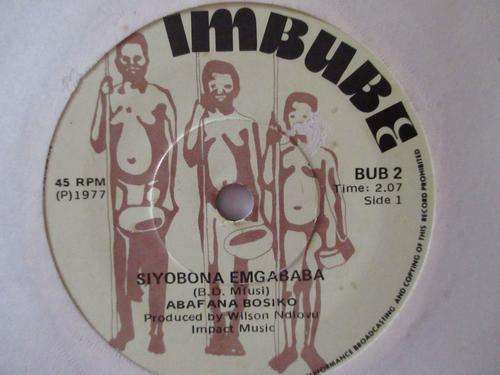 IMBUBE
45 RPM
(P)1977
BUB 2
Time: 2.07
Side 1
SIYOBONA EMGABABA
(B.D. Mfusi)
ABAFANA BOSIKO
Produced by Wilson Ndlovu
Impact Music
PERFORMANCE BROADCASTING AND COPYING OF THIS RECORD PROHIBITED